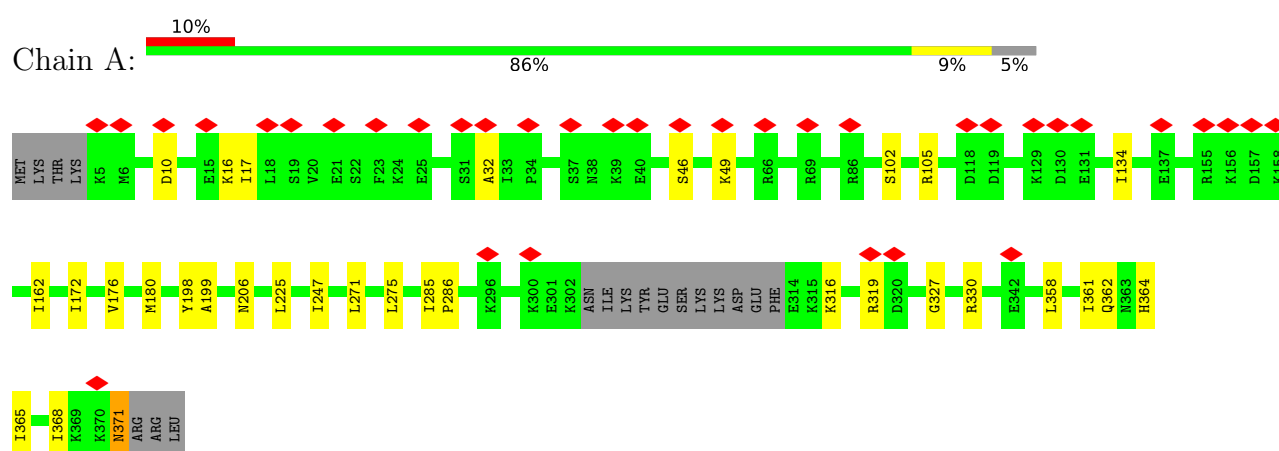 10%
Chain A:
86% 9% 5%
MET LYS THR LYS K5 M6 D10 E15 K16 I17 L18 S19 V20 E21 S22 F23 K24 E25 S31 A32 I33 P34 S37 N38 K39 E40 S46 K49 R66 R69 R86 S102 R105 D118 D119 K129 D130 E131 I134 E137 R155 K156 D157 K158
I162 I172 V176 M180 Y198 A199 N206 L225 I247 L271 L275 I285 P286 K296 K300 E301 K302 ASN ILE LYS TYR GLU SER LYS LYS ASP GLU PHE E314 K315 K316 R319 D320 G327 R330 E342 L358 I361 Q362 N363 H364
I365 I368 K369 K370 N371 ARG ARG LEU